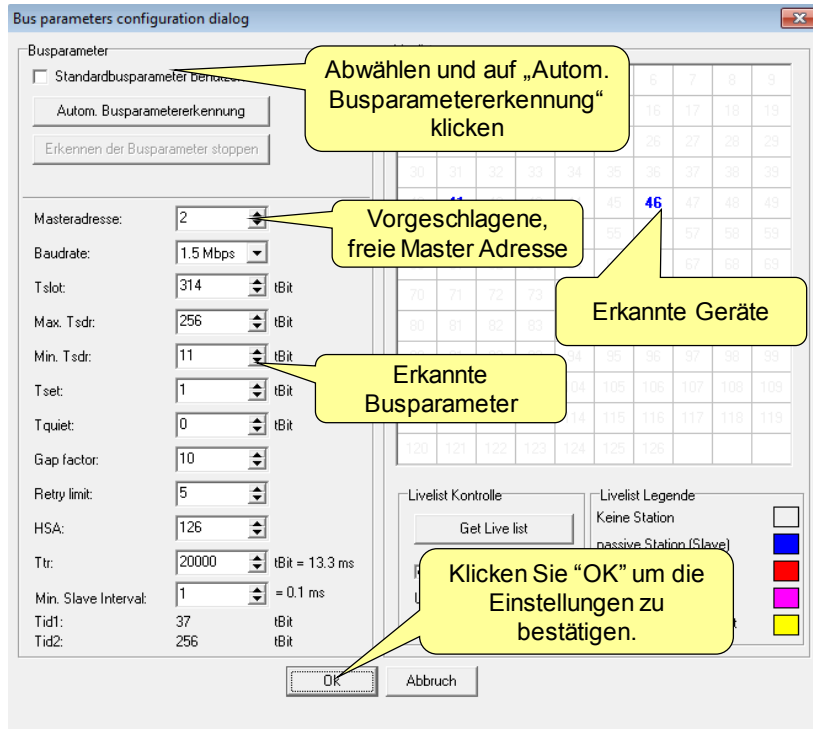 Bus parameters configuration dialog
Busparameter
Standardbusparameter benutzen
Autom. Busparametererkennung
Erkennen der Busparameter stoppen
Abwählen und auf „Autom.
Busparametererkennung“
klicken
6 7 8 9
16 17 18 19
26 27 28 29
30 31 32 33 34 35 36 37 38 39
41 45 46 47 48 49
55 57 58 59
67 68 69
70 71 72 73
80 81 82 83
94 95 96 97 98 99
104 105 106 107 108 109
114 115 116 117 118 119
120 121 122 123 124 125 126
Vorgeschlagene,
freie Master Adresse
Erkannte Geräte
Erkannte
Busparameter
Masteradresse: 2
Baudrate: 1.5 Mbps
Tslot: 314 tBit
Max. Tsdr: 256 tBit
Min. Tsdr: 11 tBit
Tset: 1 tBit
Tquiet: 0 tBit
Gap factor: 10
Retry limit: 5
HSA: 126
Ttr: 20000 tBit = 13.3 ms
Min. Slave Interval: 1 = 0.1 ms
Tid1: 37 tBit
Tid2: 256 tBit
Livelist Kontrolle
Get Live list
Livelist Legende
Keine Station
passive Station (Slave)
Klicken Sie “OK” um die
Einstellungen zu
bestätigen.
OK
Abbruch